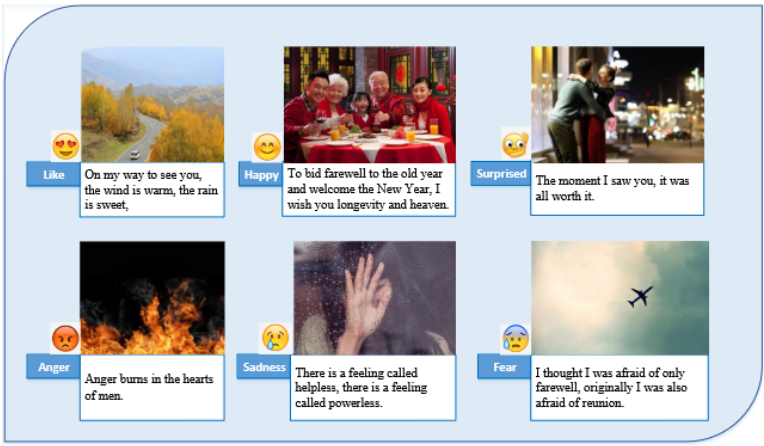 Like
On my way to see you,
the wind is warm, the rain
is sweet,
Happy
To bid farewell to the old year
and welcome the New Year, I
wish you longevity and heaven.
Surprised
The moment I saw you, it was
all worth it.
Anger
Anger burns in the hearts
of men.
Sadness
There is a feeling called
helpless, there is a feeling
called powerless.
Fear
I thought I was afraid of only
farewell, originally I was also
afraid of reunion.